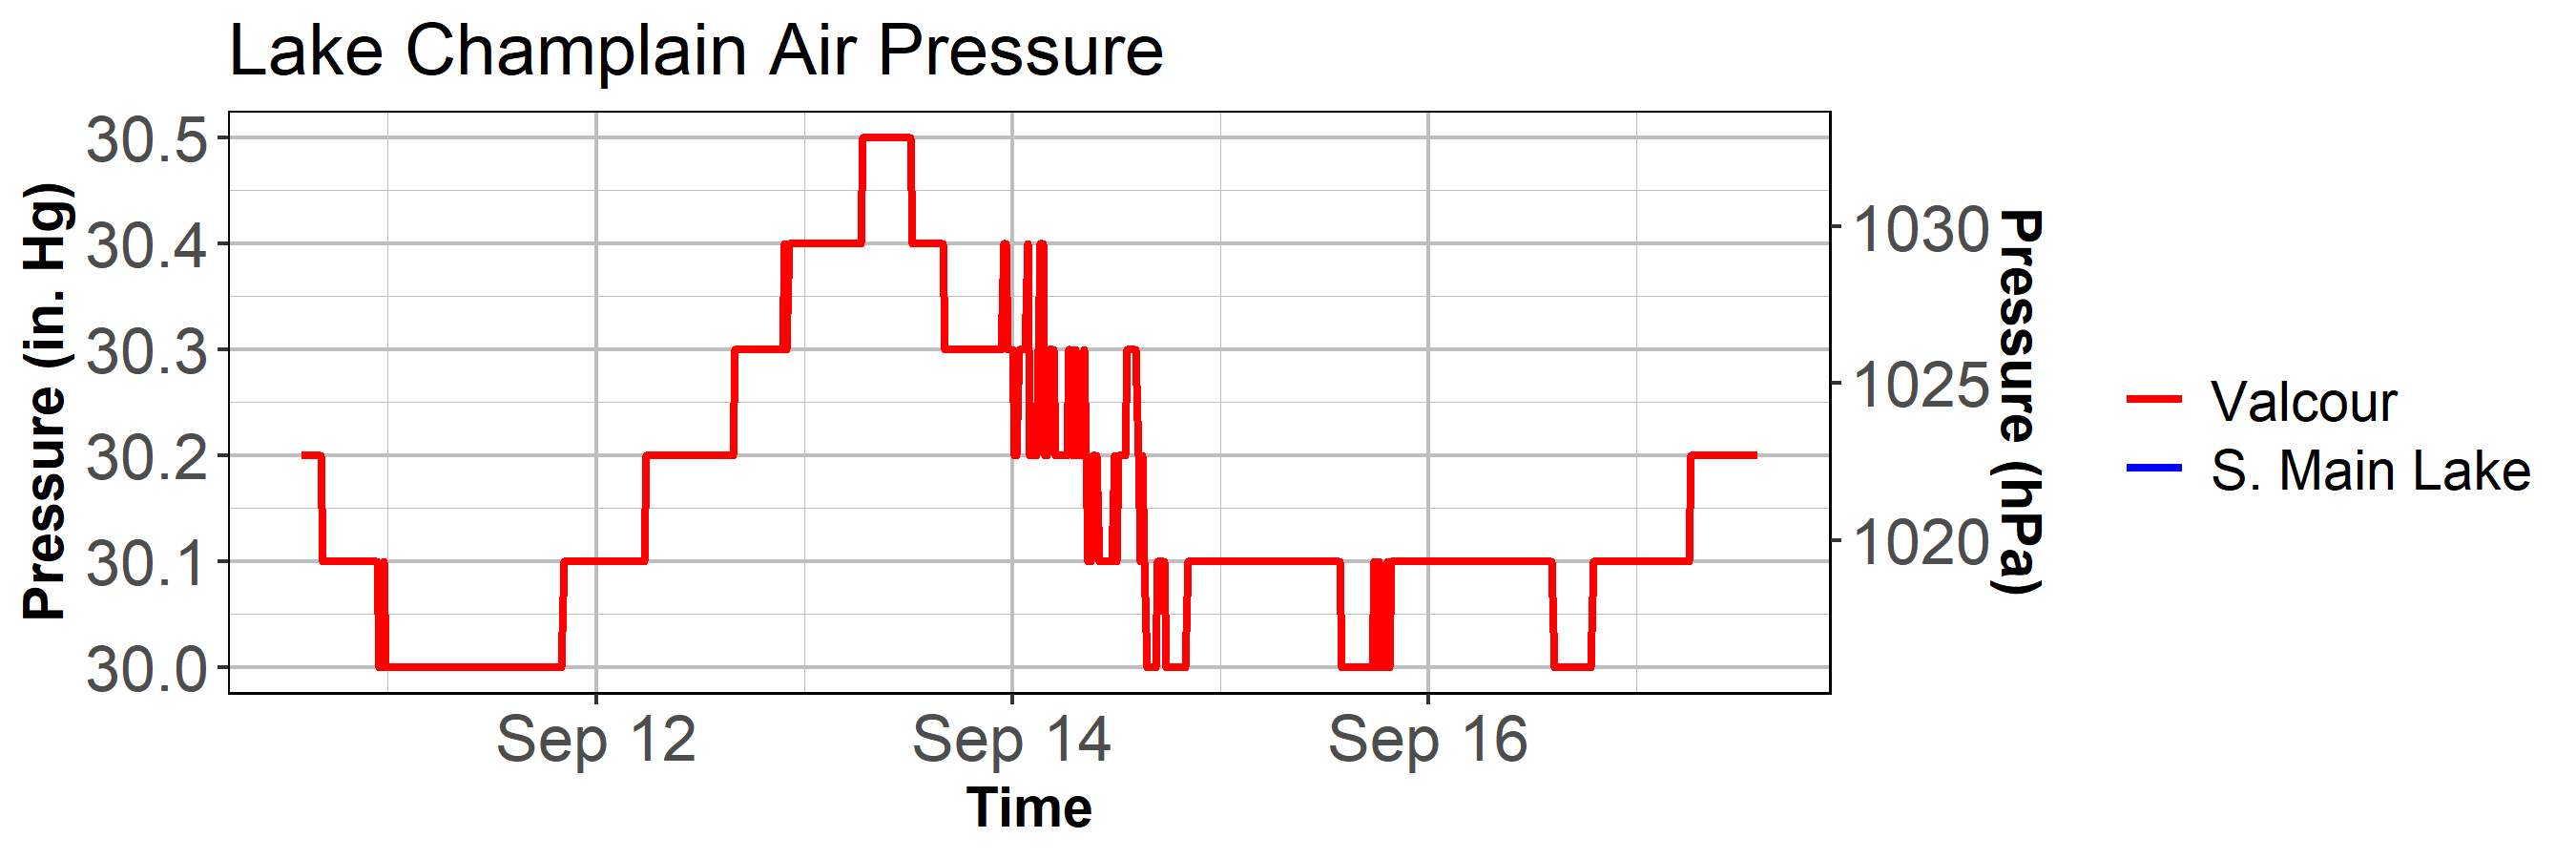 Lake Champlain Air Pressure
Pressure (in. Hg)
30.5
30.4
30.3
30.2
30.1
30.0
1030
1025
1020
Pressure (hPa)
Sep 12
Sep 14
Sep 16
Time
Valcour
S. Main Lake